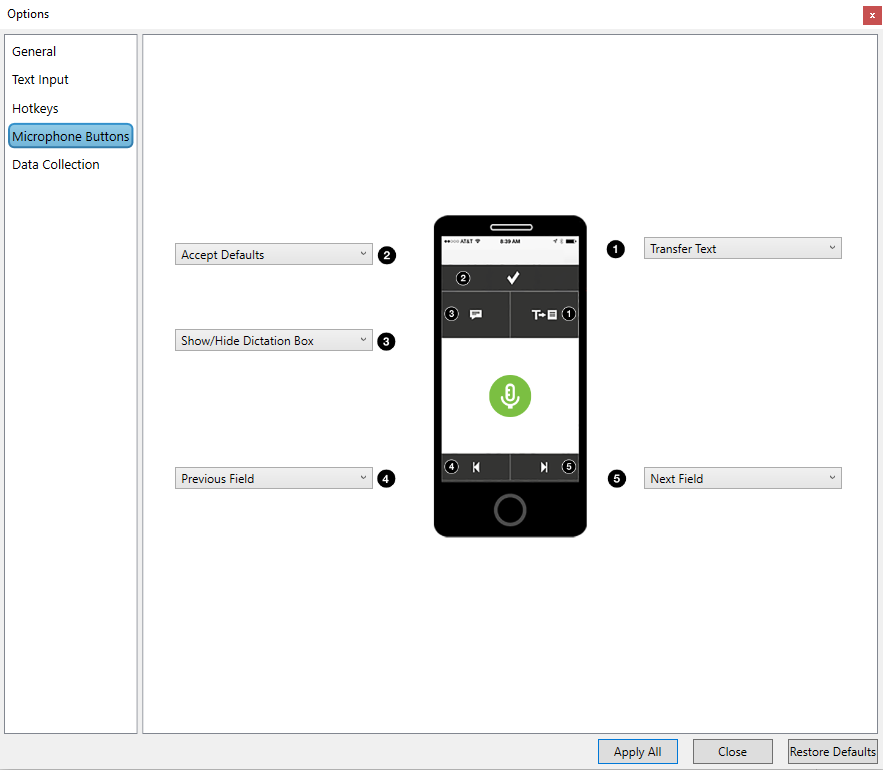 Options
x
General
Text Input
Hotkeys
Microphone Buttons
Data Collection
Accept Defaults
2
Show/Hide Dictation Box
3
Previous Field
4
AT&T 8:39 AM
2
3
T
1
4
5
1
Transfer Text
5
Next Field
Apply All
Close
Restore Defaults